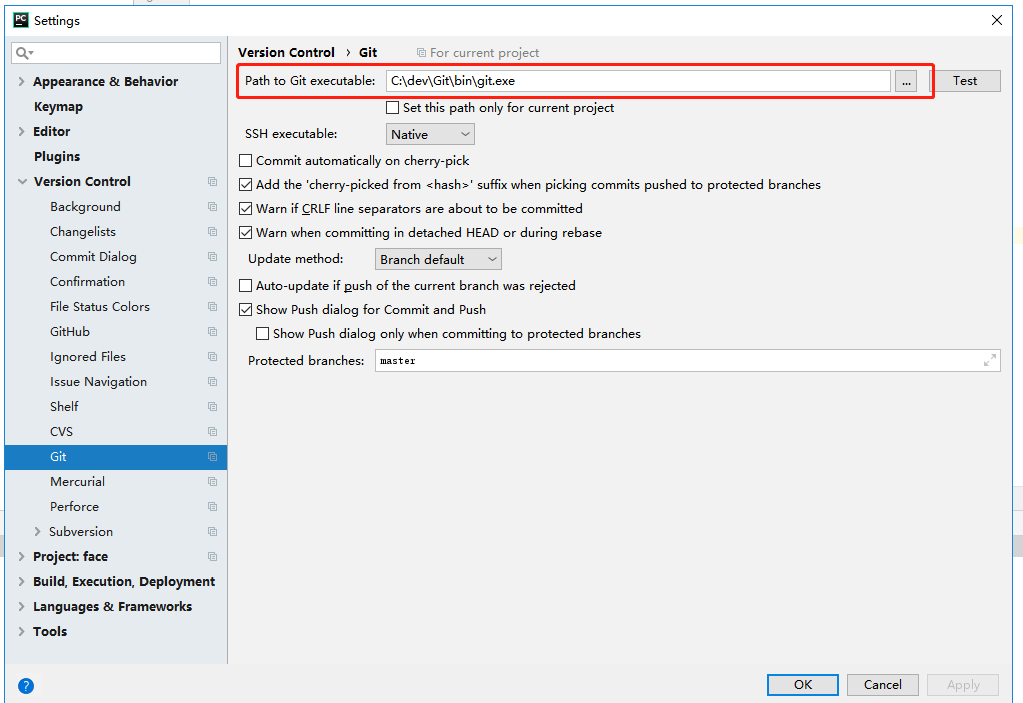 PC Settings
Version Control › Git For current project
Appearance & Behavior
Keymap
Editor
Plugins
Version Control
Background
Changelists
Commit Dialog
Confirmation
File Status Colors
GitHub
Ignored Files
Issue Navigation
Shelf
CVS
Git
Mercurial
Perforce
Subversion
Project: face
Build, Execution, Deployment
Languages & Frameworks
Tools
Path to Git executable: C:\dev\Git\bin\git.exe ... Test
Set this path only for current project
SSH executable: Native
Commit automatically on cherry-pick
Add the 'cherry-picked from <hash>' suffix when picking commits pushed to protected branches
Warn if CRLF line separators are about to be committed
Warn when committing in detached HEAD or during rebase
Update method: Branch default
Auto-update if push of the current branch was rejected
Show Push dialog for Commit and Push
Show Push dialog only when committing to protected branches
Protected branches: master
? OK Cancel Apply